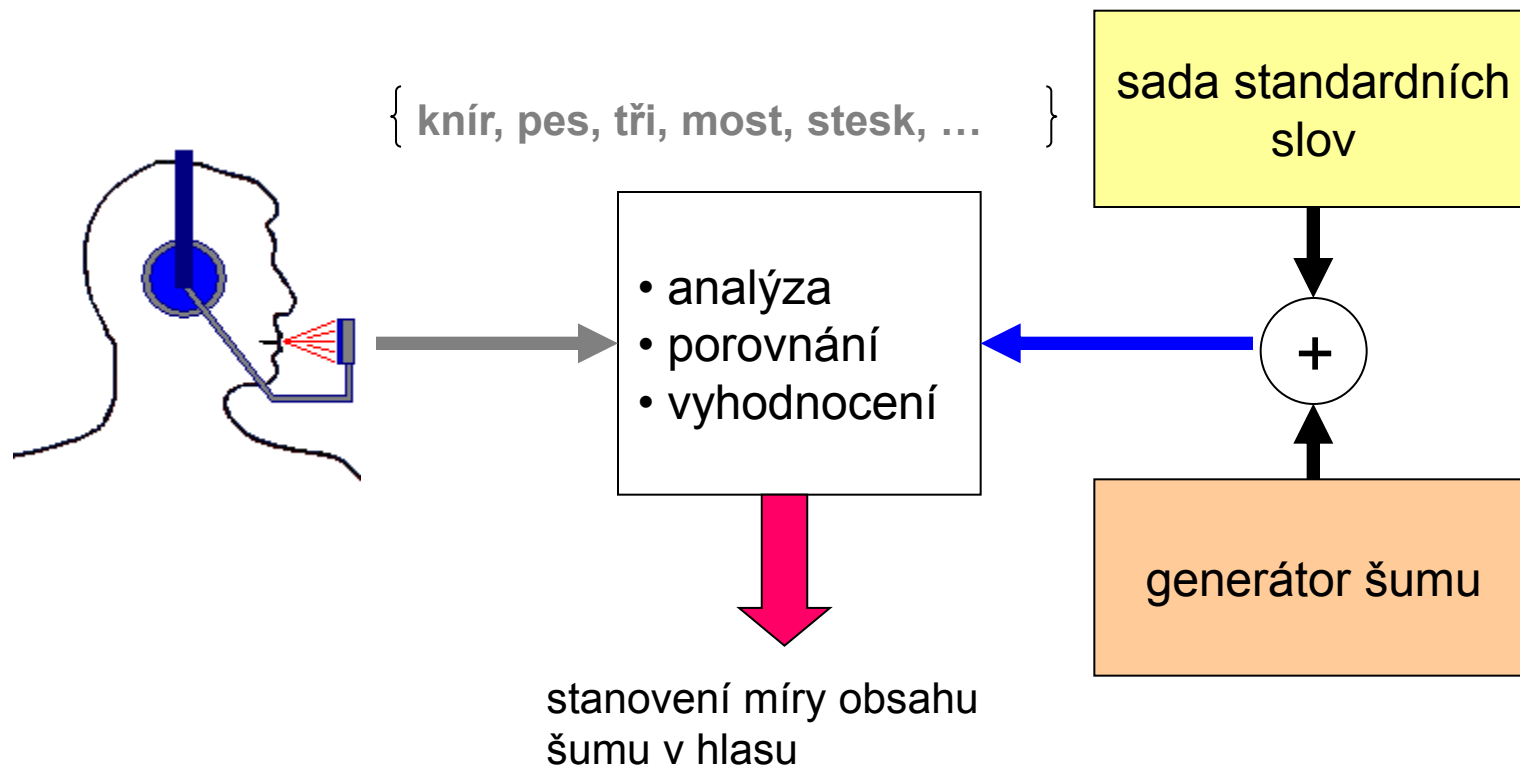 sada standardních
slov
{ knír, pes, tři, most, stesk, … }
• analýza
• porovnání
• vyhodnocení
+
generátor šumu
stanovení míry obsahu
šumu v hlasu